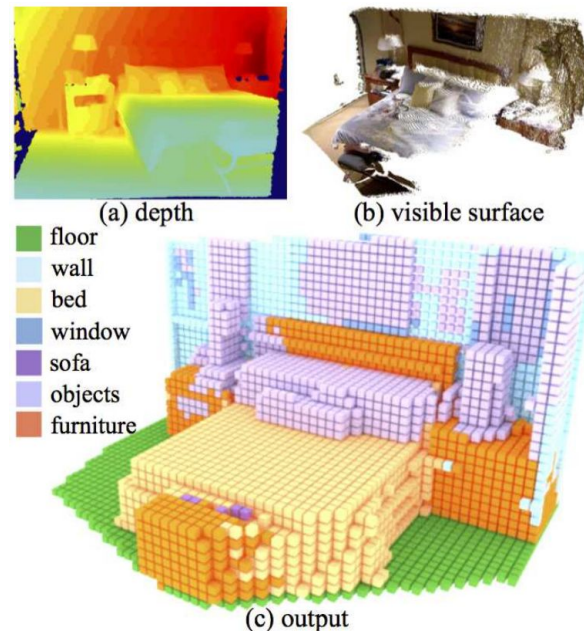 (a) depth
(b) visible surface
floor
wall
bed
window
sofa
objects
furniture
(c) output